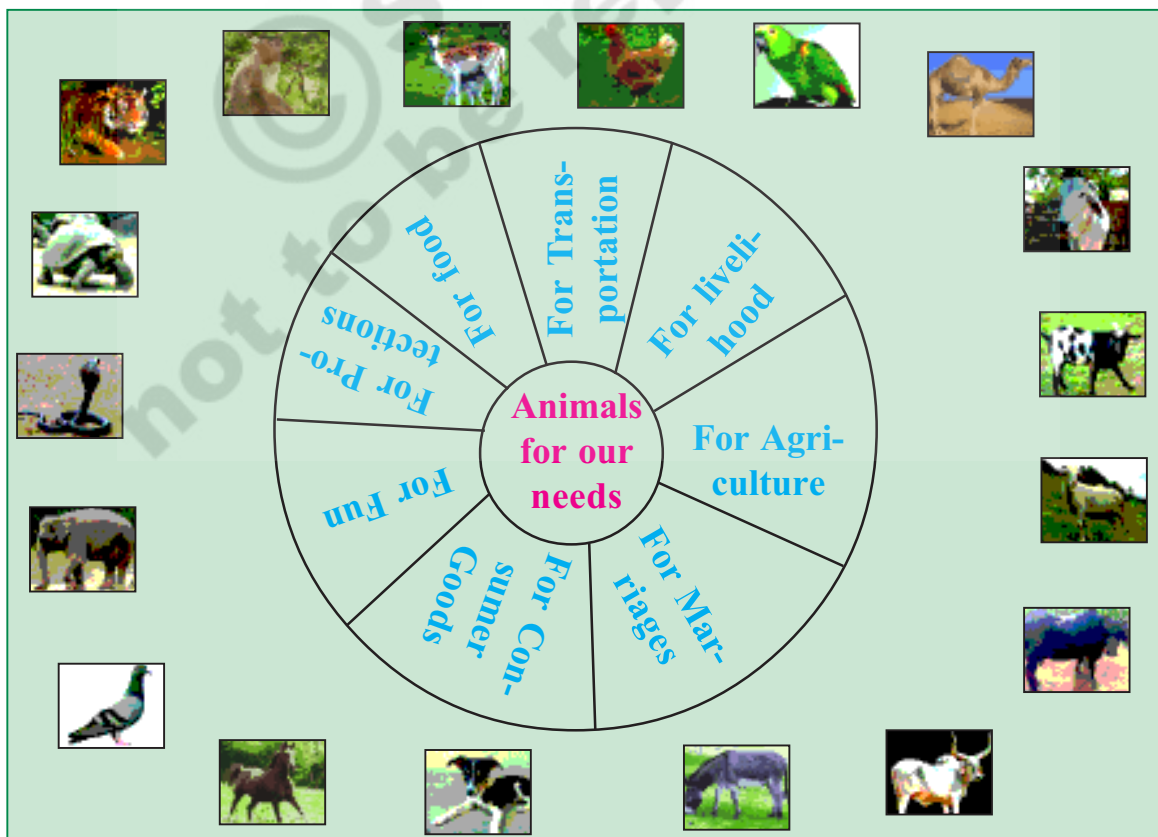 For Trans-
portation
For liveli-
hood
For Agri-
culture
For Mar-
riages
For Con-
sumer
Goods
For Fun
For Pro-
tections
For food
Animals
for our
needs
©
not to be re